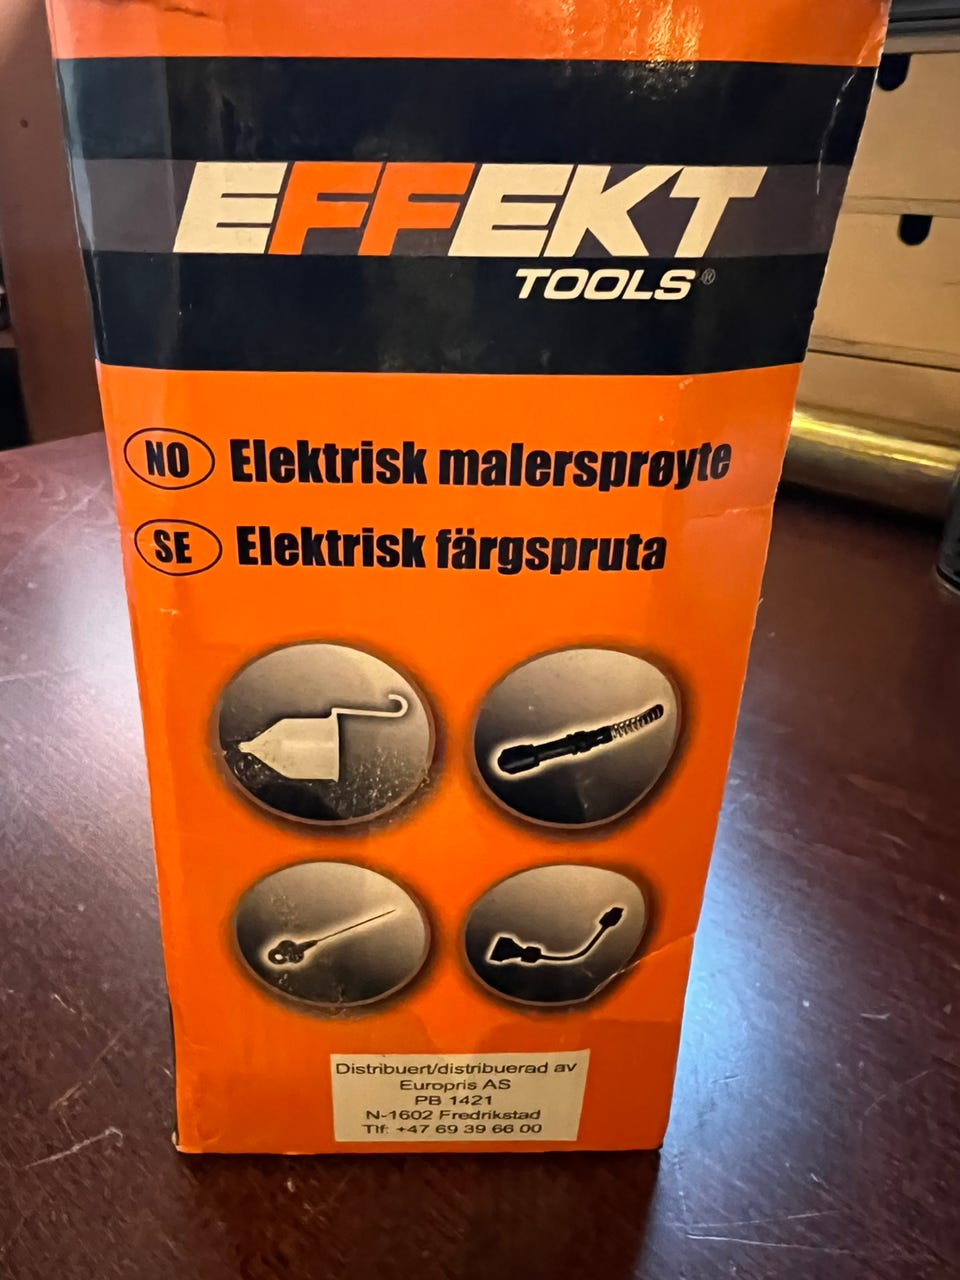 EFFEKT
TOOLS®
NO Elektrisk malersprøyte
SE Elektrisk färgspruta
Distribuert/distribuerad av
Europris AS
PB 1421
N-1602 Fredrikstad
Tlf: +47 69 39 66 00